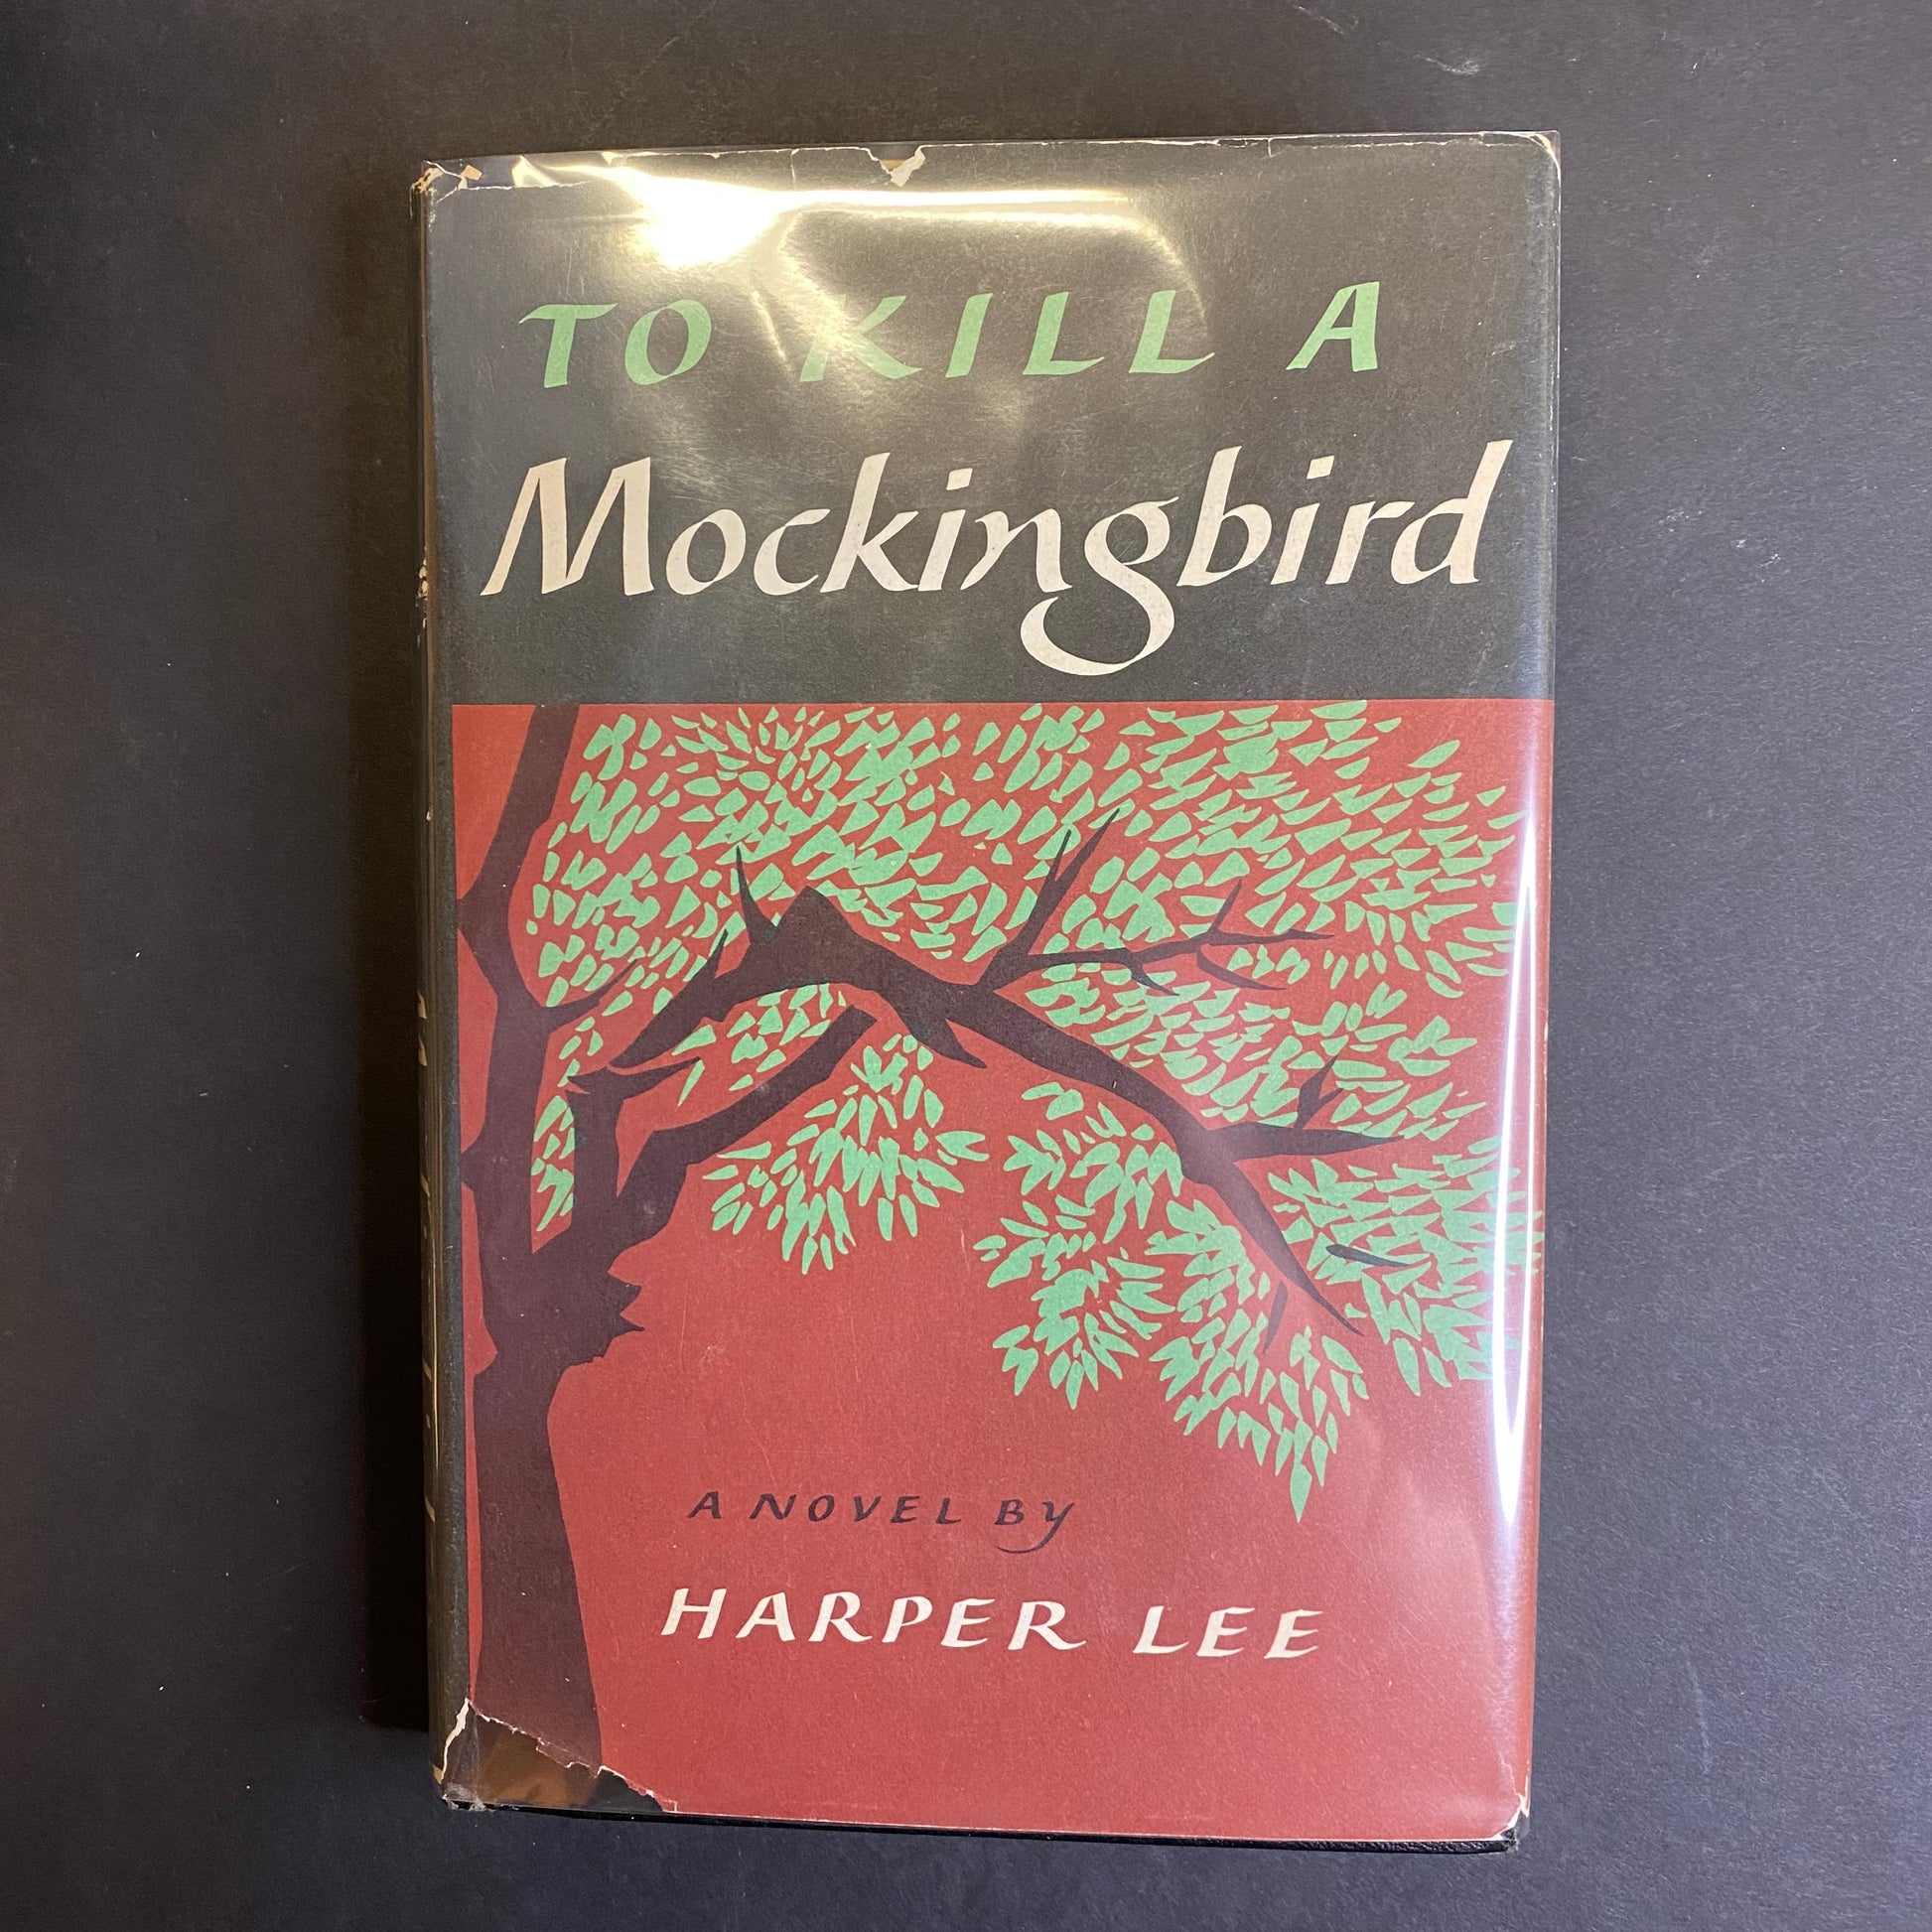 TO KILL A
Mockingbird
A NOVEL BY
HARPER LEE